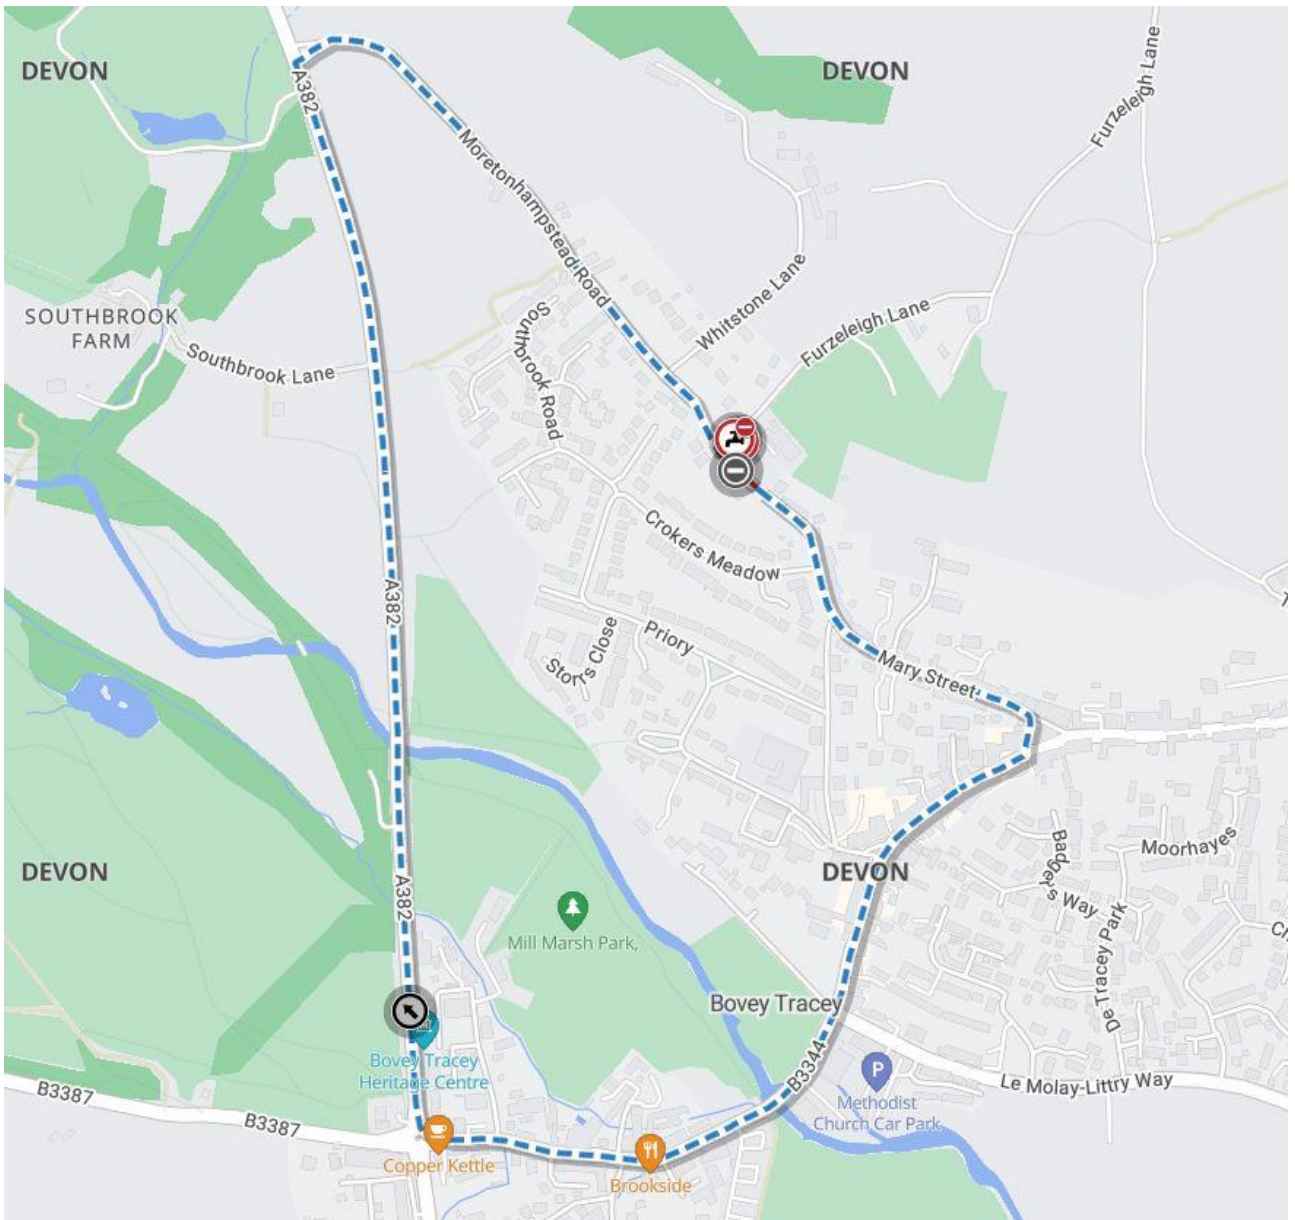 DEVON
DEVON
A382
Furzeleigh Lane
Moretonhampstead Road
Whitstone Lane
Furzeleigh Lane
SOUTHBROOK
FARM
Southbrook Lane
Southbrook Road
Crokers Meadow
A382
Priory
Storrs Close
Mary Street
DEVON
DEVON
A382
Badger's Way
Moorhayes
De Tracey Park
Mill Marsh Park,
Bovey Tracey
Bovey Tracey
Heritage Centre
B3344
P
Methodist
Church Car Park
Le Molay-Littry Way
B3387
B3387
Copper Kettle
Brookside